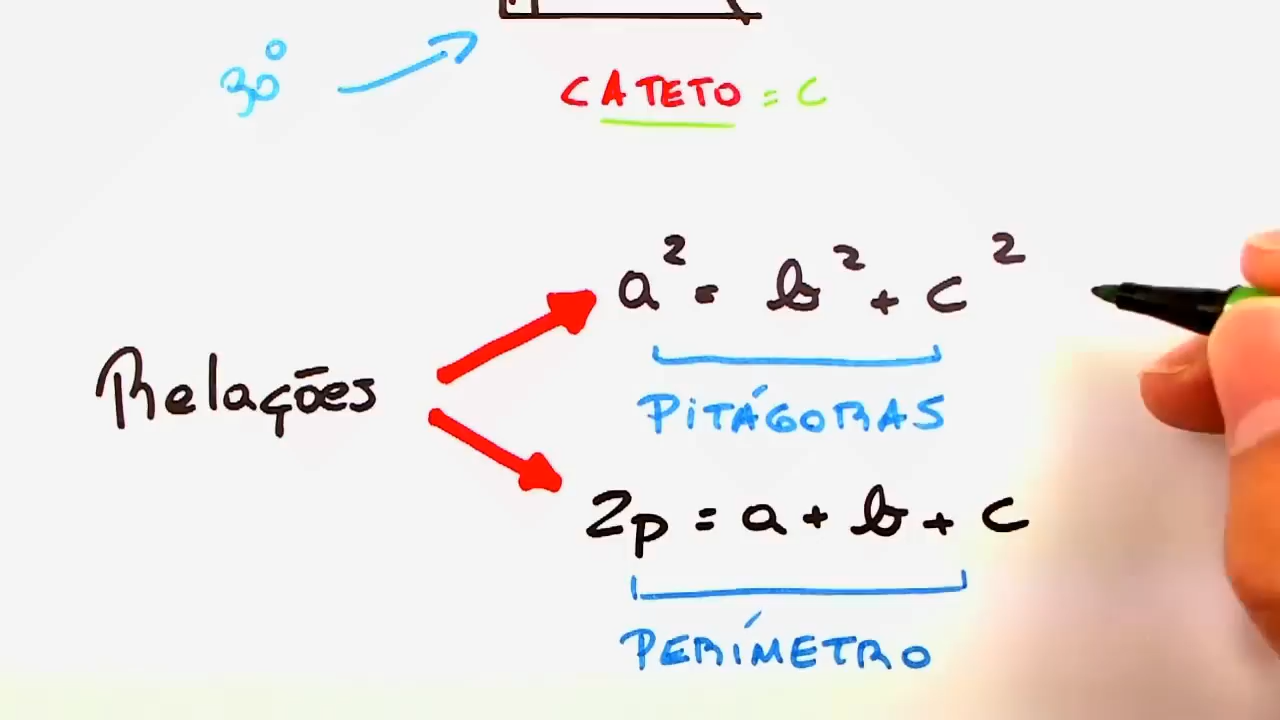 30°
CATETO = C
a² = b² + c²
PITÁGORAS
Relações
2p = a + b + c
PERÍMETRO